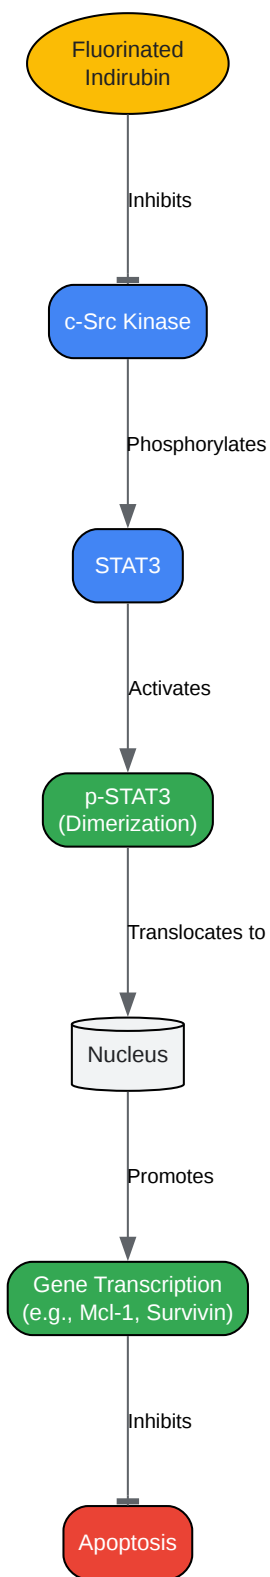 Fluorinated
Indirubin
Inhibits
c-Src Kinase
Phosphorylates
STAT3
Activates
p-STAT3
(Dimerization)
Translocates to
Nucleus
Promotes
Gene Transcription
(e.g., Mcl-1, Survivin)
Inhibits
Apoptosis